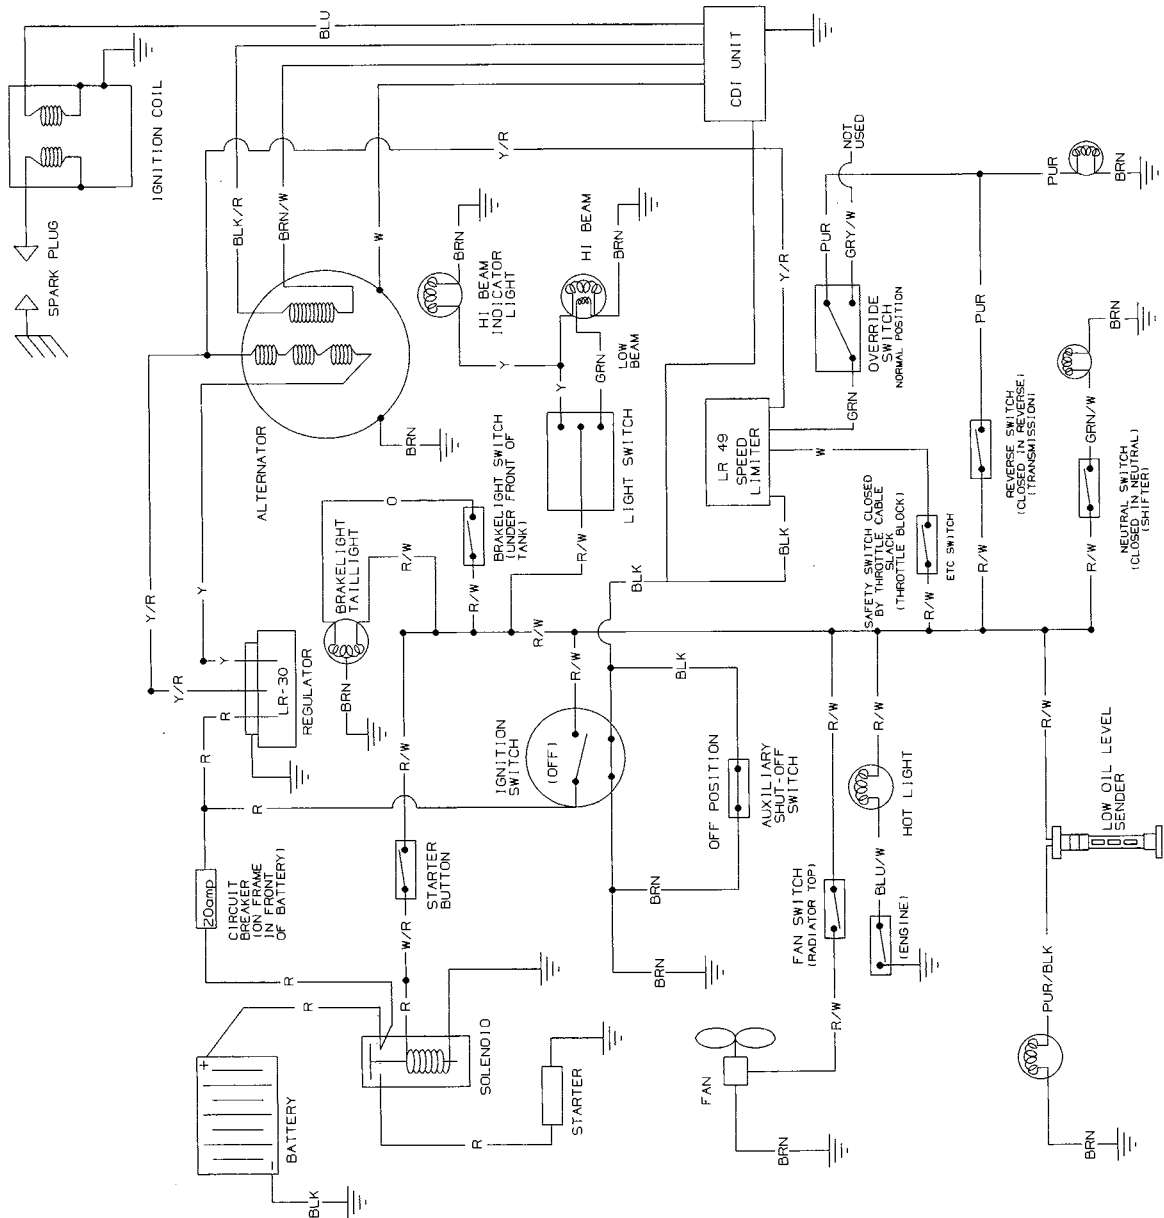 BLU
CDI UNIT
IGNITION COIL
SPARK PLUG
BLK/R
BRN/W
W
Y/R
Y/R
NOT
USED
PUR
BRN
PUR
GRY/W
BRN
HI BEAM
INDICATOR
LIGHT
HI BEAM
BRN
Y
Y
GRN
LOW
BEAM
OVERRIDE
SWITCH
NORMAL POSITION
PUR
BRN
ALTERNATOR
BRN
Y
Y/R
LIGHT SWITCH
R/W
LR 49
SPEED
LIMITER
GRN
W
BLK
REVERSE SWITCH
(CLOSED IN REVERSE)
(TRANSMISSION)
R/W
GRN/W
NEUTRAL SWITCH
(CLOSED IN NEUTRAL)
(SHIFTER)
R/W
O
BRAKELIGHT SWITCH
(UNDER FRONT OF
TANK)
R/W
R/W
BRAKELIGHT
TAILLIGHT
BRN
SAFETY SWITCH CLOSED
BY THROTTLE CABLE
SLACK
(THROTTLE BLOCK)
ETC SWITCH
R/W
BLK
R/W
Y
Y/R
R
LR-30
REGULATOR
R
R
R/W
IGNITION
SWITCH
(OFF)
R/W
BLK
OFF POSITION
AUXILIARY
SHUT-OFF
SWITCH
BRN
BRN
R/W
R/W
HOT LIGHT
BLU/W
(ENGINE)
R/W
LOW OIL LEVEL
SENDER
20amp
CIRCUIT
BREAKER
(ON FRAME
IN FRONT
OF BATTERY)
STARTER
BUTTON
W/R
R
R
R
SOLENOID
+
-
BATTERY
BLK
R
STARTER
FAN SWITCH
(RADIATOR TOP)
R/W
FAN
BRN
PUR/BLK
BRN